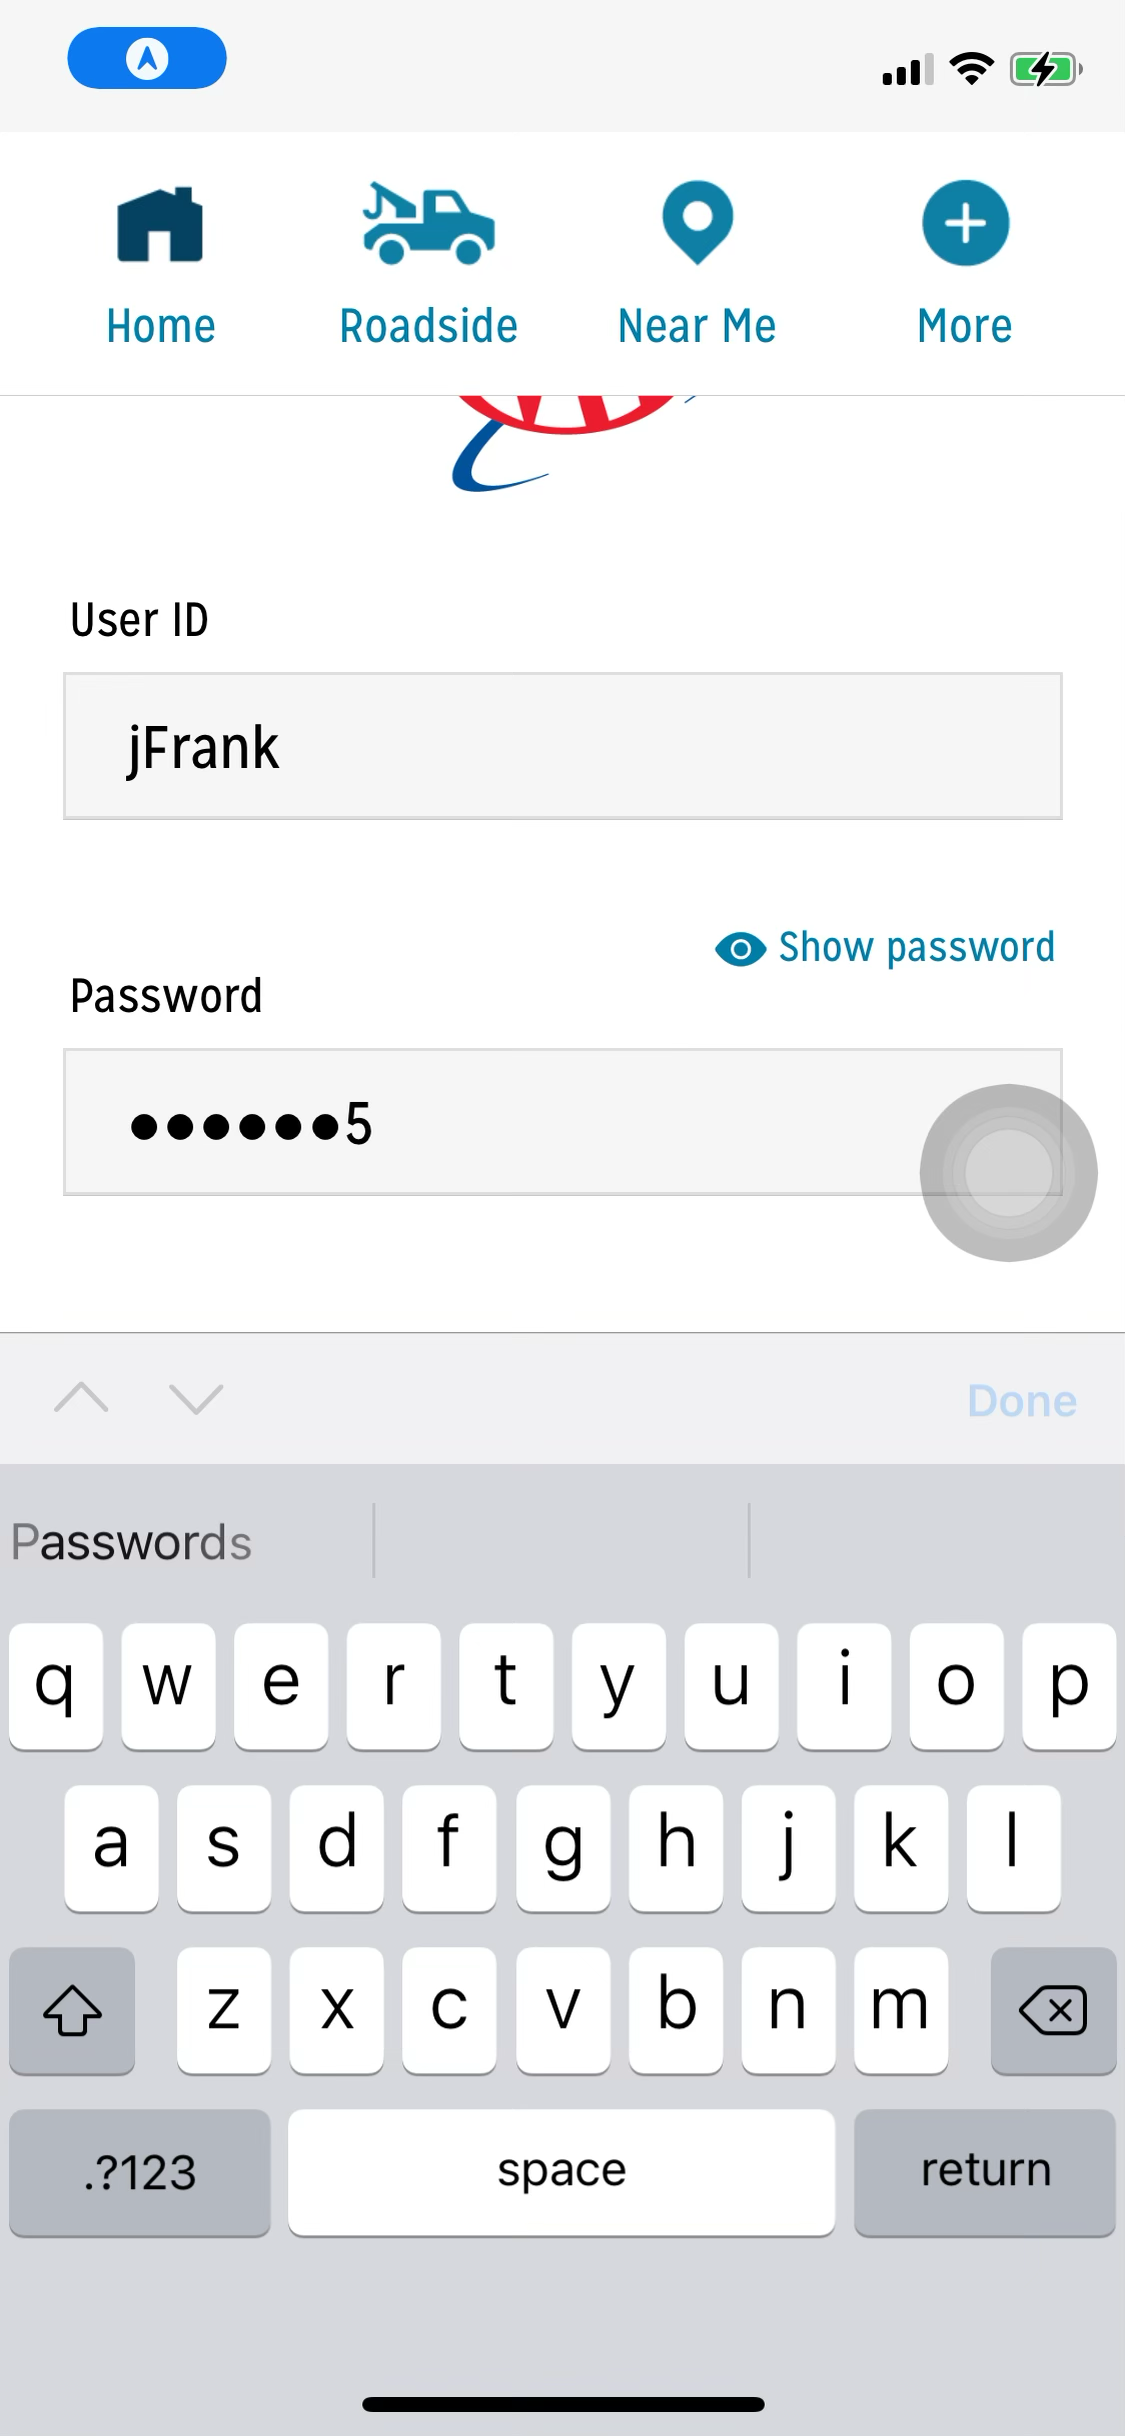 Home Roadside Near Me More
User ID
jFrank
Show password
Password
••••••5
Done
Passwords
q w e r t y u i o p
a s d f g h j k l
z x c v b n m
.?123 space return